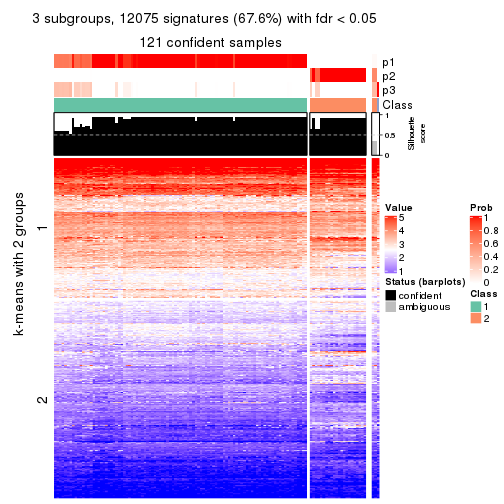 3 subgroups, 12075 signatures (67.6%) with fdr < 0.05
121 confident samples
p1
p2
p3
Class
1
0.5
0
Silhouette
score
k-means with 2 groups
1
2
Value
5
4
3
2
1
Status (barplots)
confident
ambiguous
Prob
1
0.8
0.6
0.4
0.2
0
Class
1
2